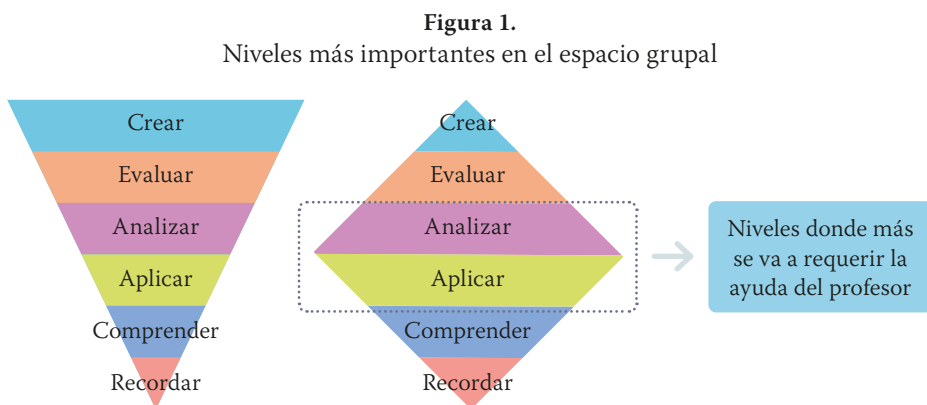 Figura 1.
Niveles más importantes en el espacio grupal
Crear
Evaluar
Analizar
Aplicar
Comprender
Recordar
Crear
Evaluar
Analizar
Aplicar
Comprender
Recordar
Niveles donde más
se va a requerir la
ayuda del profesor